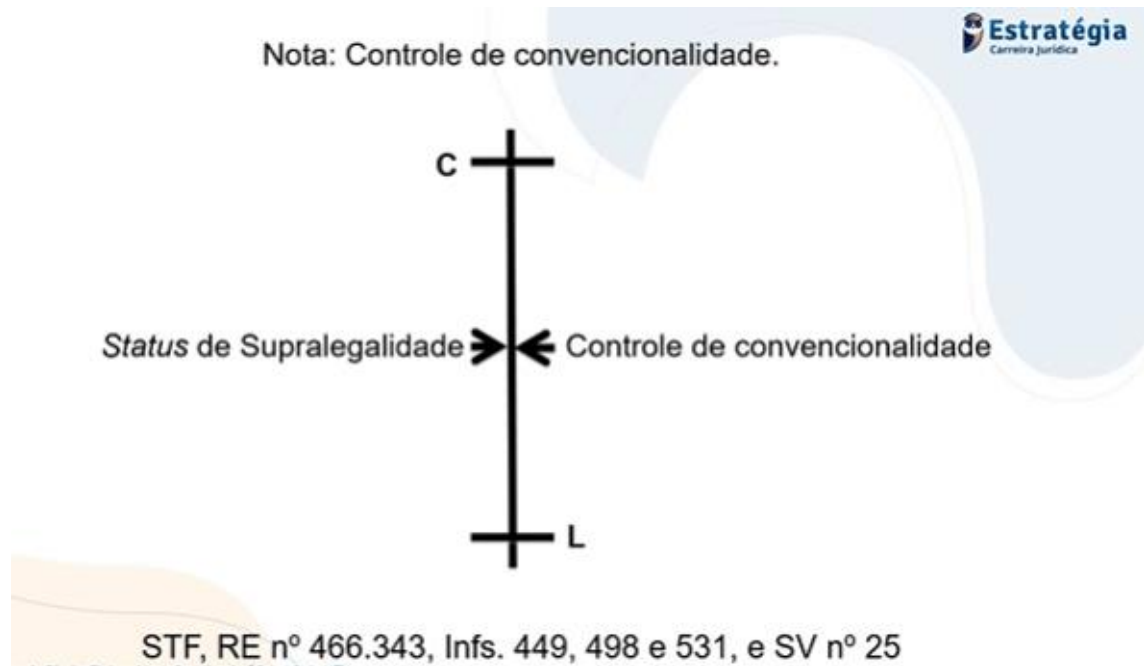 Estratégia
Carreira Jurídica
Nota: Controle de convencionalidade.
C
Status de Supralegalidade Controle de convencionalidade
L
STF, RE nº 466.343, Infs. 449, 498 e 531, e SV nº 25